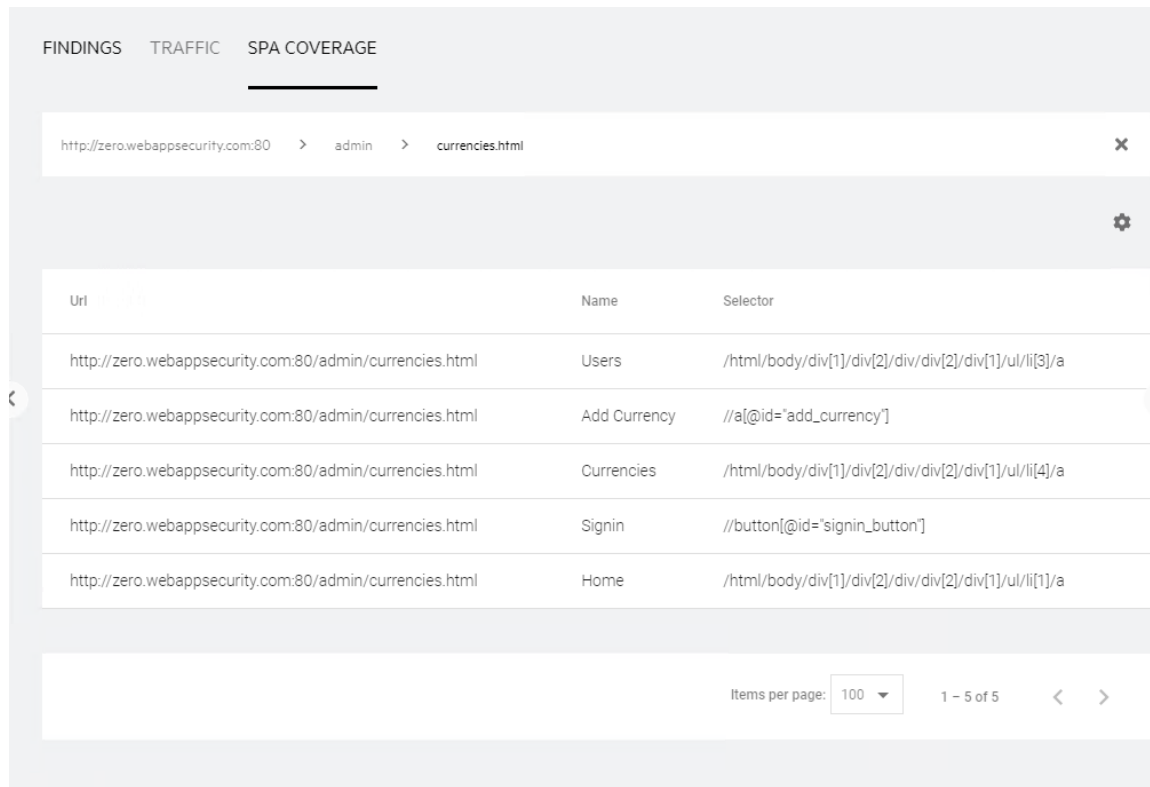 FINDINGS TRAFFIC SPA COVERAGE
http://zero.webappsecurity.com:80 > admin > currencies.html
Url Name Selector
http://zero.webappsecurity.com:80/admin/currencies.html Users /html/body/div[1]/div[2]/div/div[2]/div[1]/ul/li[3]/a
http://zero.webappsecurity.com:80/admin/currencies.html Add Currency //a[@id="add_currency"]
http://zero.webappsecurity.com:80/admin/currencies.html Currencies /html/body/div[1]/div[2]/div/div[2]/div[1]/ul/li[4]/a
http://zero.webappsecurity.com:80/admin/currencies.html Signin //button[@id="signin_button"]
http://zero.webappsecurity.com:80/admin/currencies.html Home /html/body/div[1]/div[2]/div/div[2]/div[1]/ul/li[1]/a
Items per page: 100 1 – 5 of 5